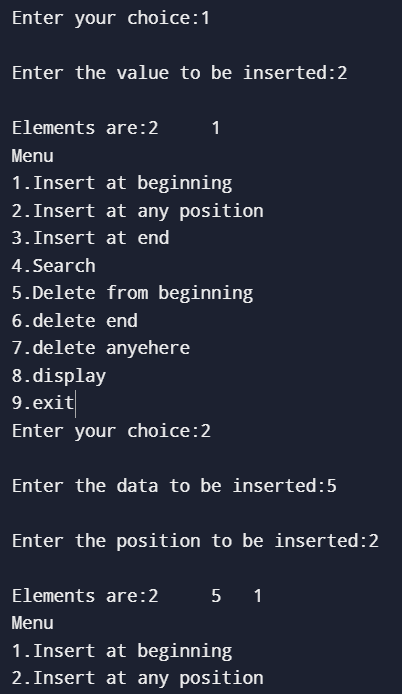 Enter your choice:1
Enter the value to be inserted:2
Elements are:2     1
Menu
1.Insert at beginning
2.Insert at any position
3.Insert at end
4.Search
5.Delete from beginning
6.delete end
7.delete anyehere
8.display
9.exit
Enter your choice:2
Enter the data to be inserted:5
Enter the position to be inserted:2
Elements are:2     5   1
Menu
1.Insert at beginning
2.Insert at any position